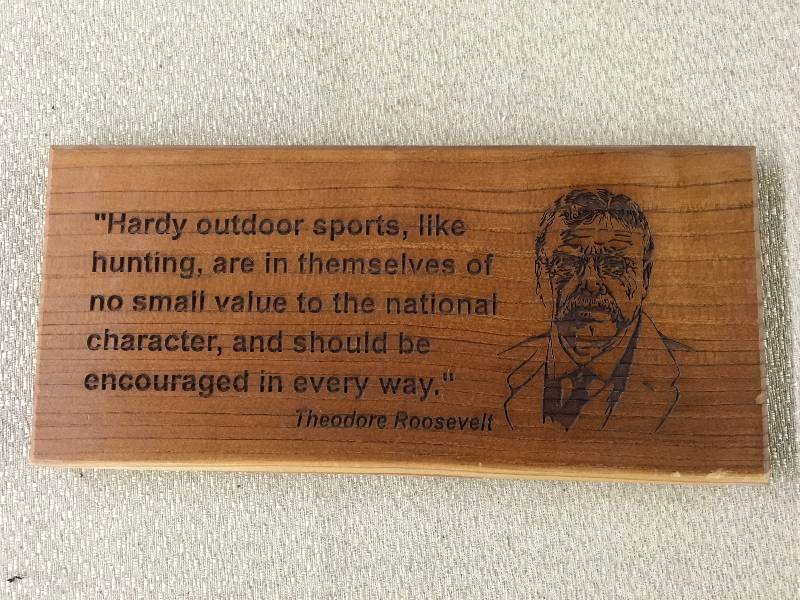 "Hardy outdoor sports, like
hunting, are in themselves of
no small value to the national
character, and should be
encouraged in every way."
Theodore Roosevelt